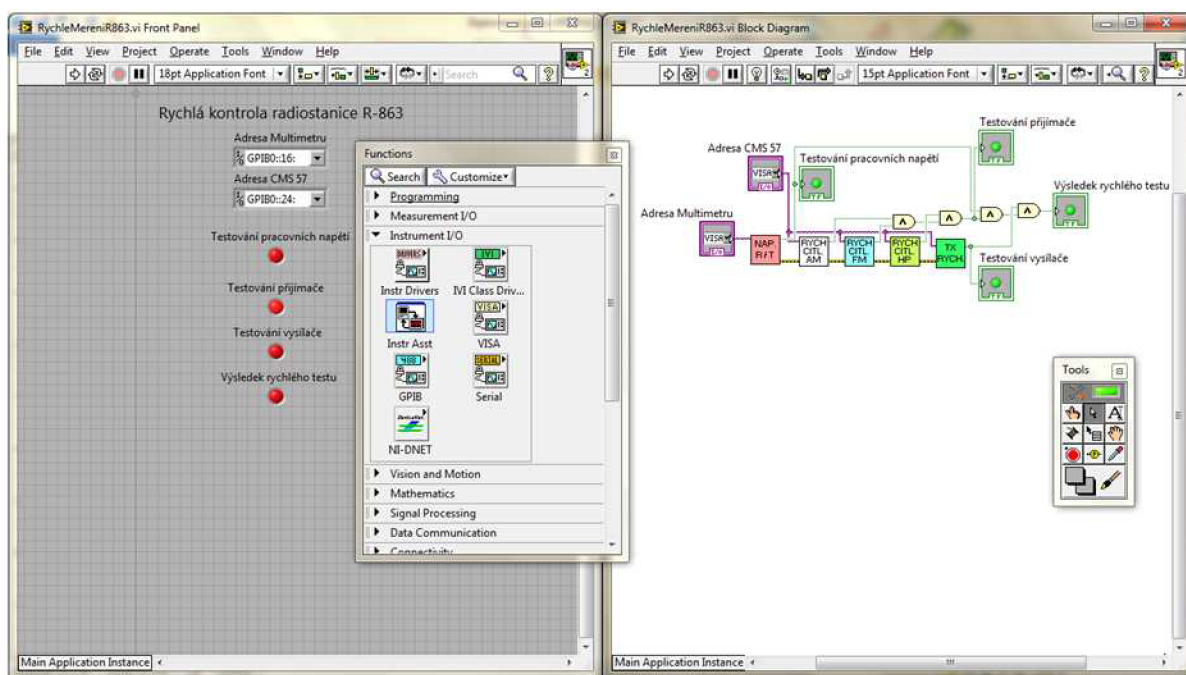 RychleMereniR863.vi Front Panel
File Edit View Project Operate Tools Window Help
18pt Application Font
Search
2
Rychlá kontrola radiostanice R-863
Adresa Multimetru
GPIB0::16:
Adresa CMS 57
GPIB0::24:
Testování pracovních napětí
Testování přijímače
Testování vysílače
Výsledek rychlého testu
Main Application Instance
Functions
Search Customize
Programming
Measurement I/O
Instrument I/O
Instr Drivers IVI Class Driv...
Instr Asst VISA
GPIB Serial
NI-DNET
Vision and Motion
Mathematics
Signal Processing
Data Communication
Connectivity
RychleMereniR863.vi Block Diagram
File Edit View Project Operate Tools Window Help
15pt Application Font
2
Testování přijímače
Adresa CMS 57
Testování pracovních napětí
VISA
Výsledek rychlého testu
Adresa Multimetru
VISA
NAP. R/T
RYCH CITL AM
RYCH CITL FM
RYCH CITL HP
TX RYCH.
Testování vysílače
Tools
Main Application Instance